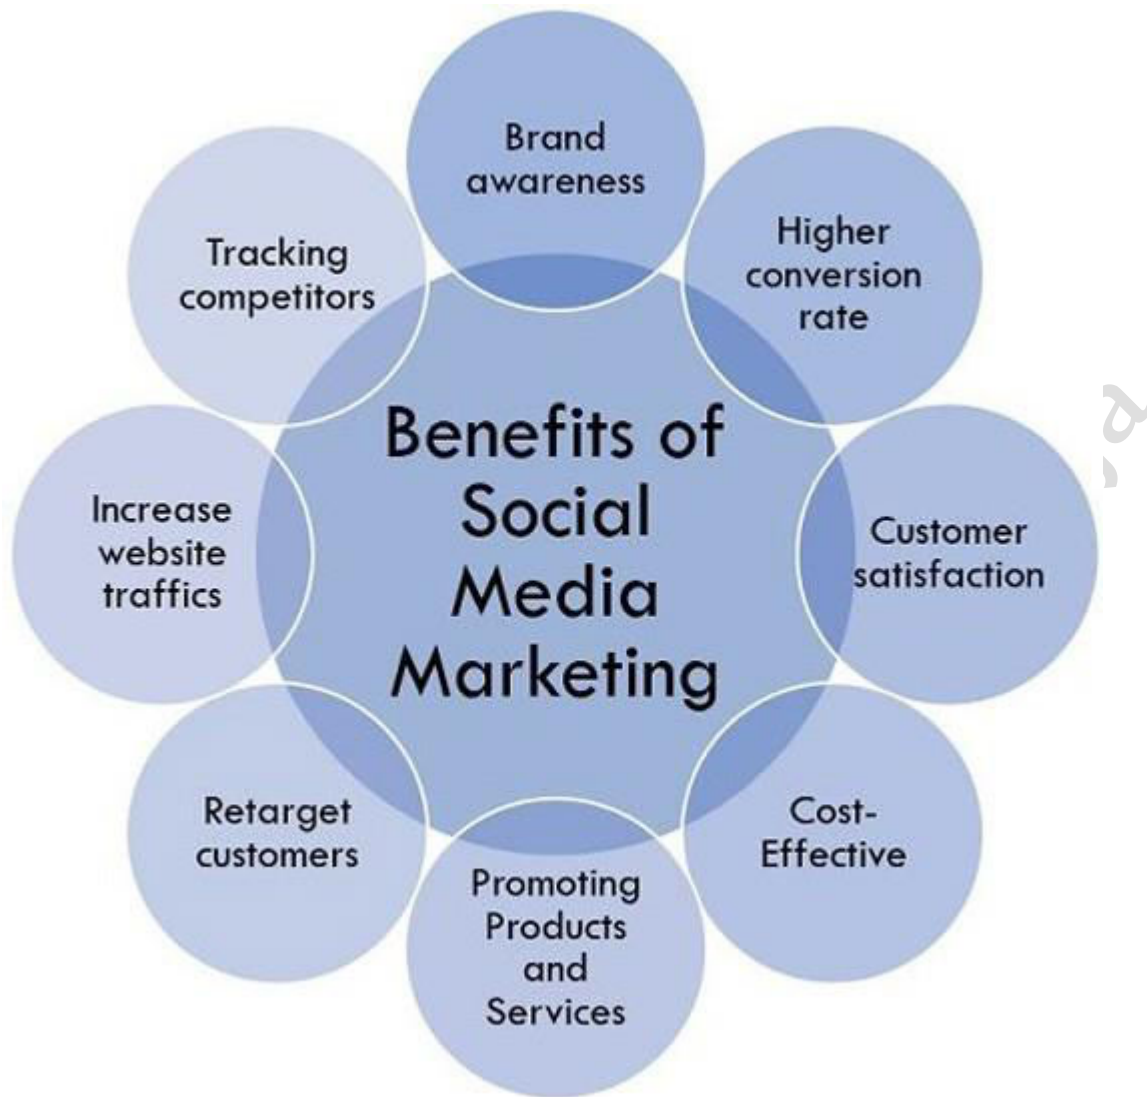 Brand
awareness
Higher
conversion
rate
Customer
satisfaction
Cost-
Effective
Promoting
Products
and
Services
Retarget
customers
Increase
website
traffics
Tracking
competitors
Benefits of
Social
Media
Marketing